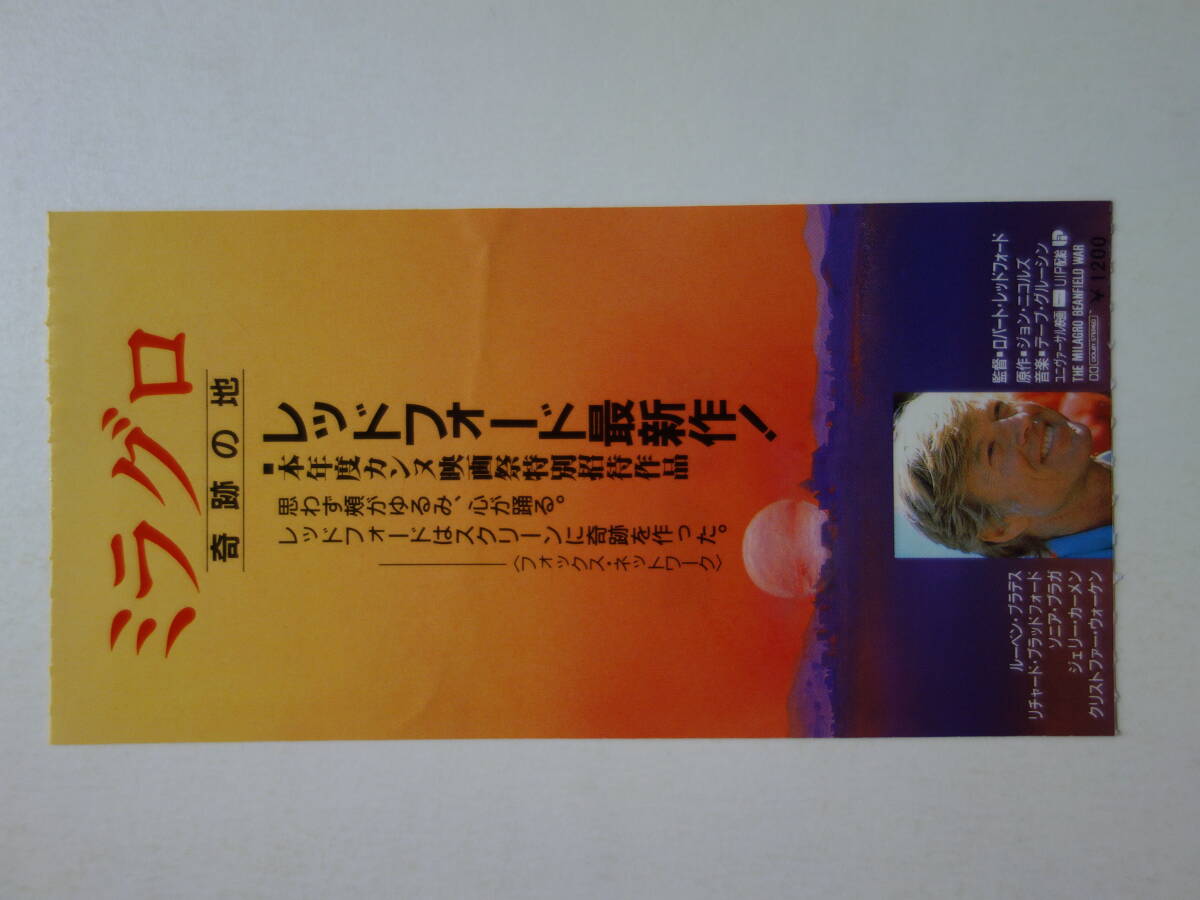 ミラグロ
奇跡の地
レッドフォード最新作!
■本年度カンヌ映画祭特別招待作品
思わず頬がゆるみ、心が踊る。
レッドフォードはスクリーンに奇跡を作った。
――――〈フォックス・ネットワーク〉
ルーベン・ブラデス
リチャード・ブラッドフォード
ソニア・ブラガ
ジェリー・カーメン
クリストファー・ウォーケン
監督■ロバート・レッドフォード
原作■ジョン・ニコルズ
音楽■デーブ・グルーシン
ユニヴァーサル映画 UIP配給
THE MILAGRO BEANFIELD WAR
DOLBY STEREO
¥1200